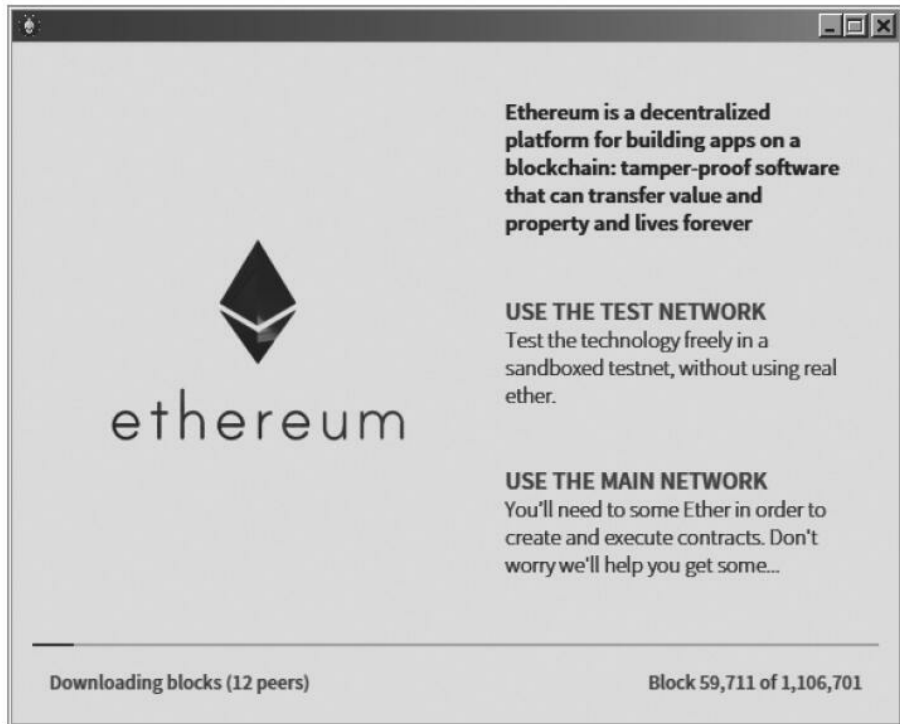 ethereum
Ethereum is a decentralized
platform for building apps on a
blockchain: tamper-proof software
that can transfer value and
property and lives forever
USE THE TEST NETWORK
Test the technology freely in a
sandboxed testnet, without using real
ether.
USE THE MAIN NETWORK
You'll need to some Ether in order to
create and execute contracts. Don't
worry we'll help you get some...
Downloading blocks (12 peers)
Block 59,711 of 1,106,701